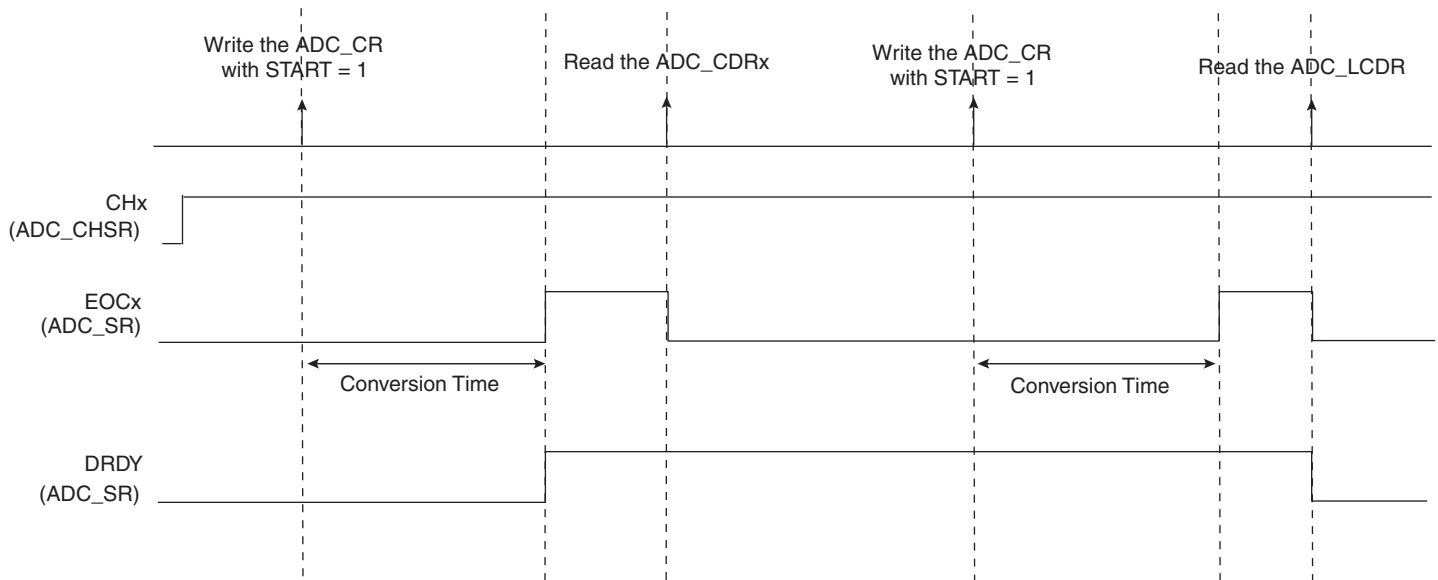 Write the ADC_CR
with START = 1
Read the ADC_CDRx
Write the ADC_CR
with START = 1
Read the ADC_LCDR
CHx
(ADC_CHSR)
EOCx
(ADC_SR)
Conversion Time
Conversion Time
DRDY
(ADC_SR)